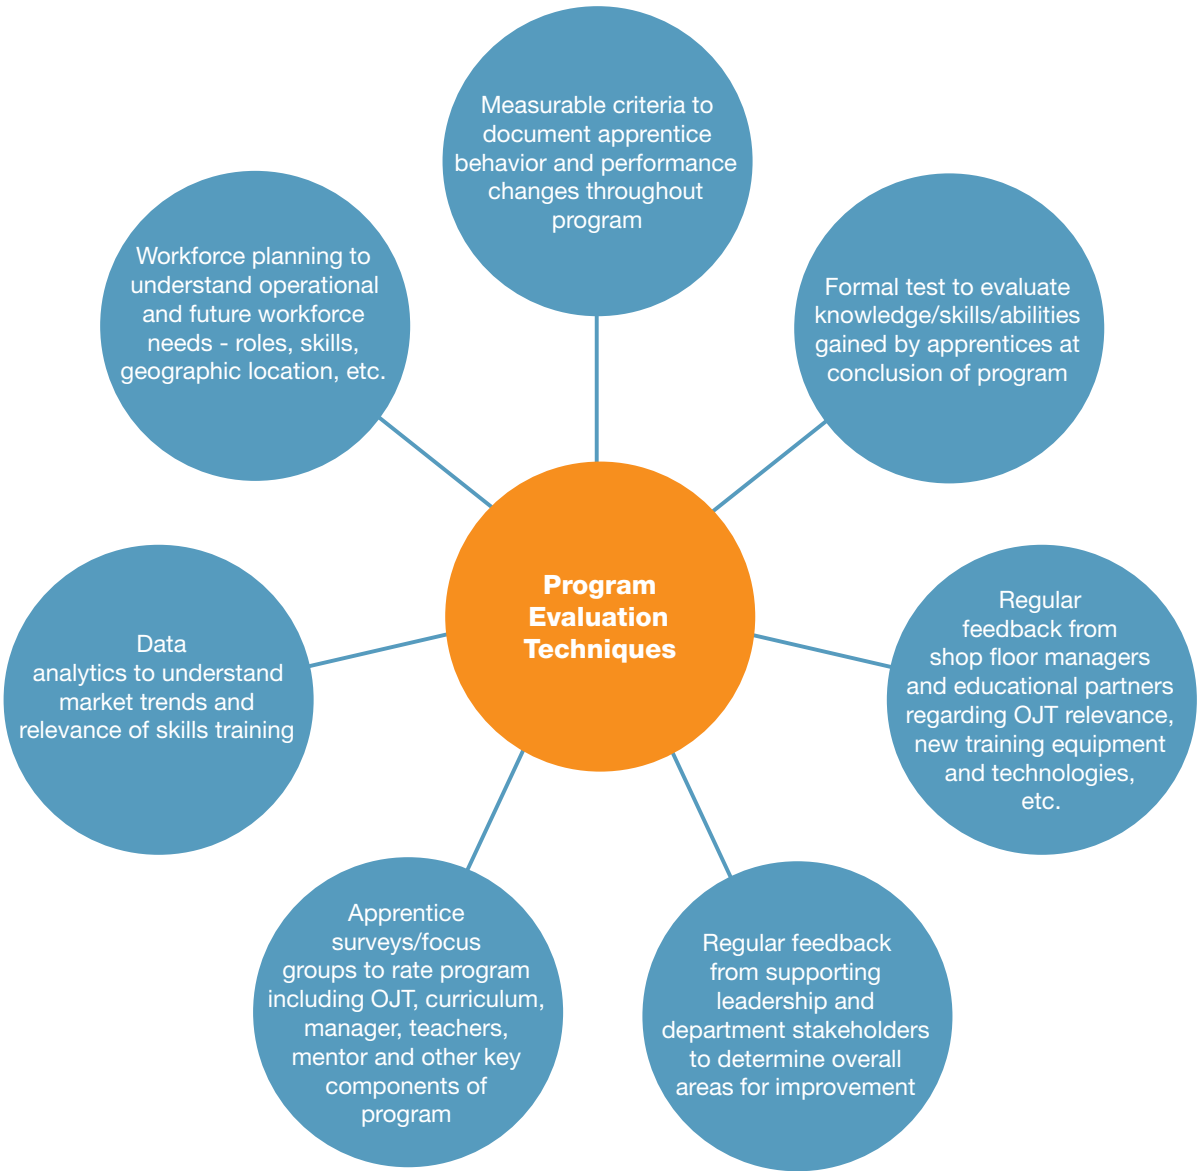 Measurable criteria to
document apprentice
behavior and performance
changes throughout
program
Workforce planning to
understand operational
and future workforce
needs - roles, skills,
geographic location, etc.
Formal test to evaluate
knowledge/skills/abilities
gained by apprentices at
conclusion of program
Program
Evaluation
Techniques
Data
analytics to understand
market trends and
relevance of skills training
Regular
feedback from
shop floor managers
and educational partners
regarding OJT relevance,
new training equipment
and technologies,
etc.
Apprentice
surveys/focus
groups to rate program
including OJT, curriculum,
manager, teachers,
mentor and other key
components of
program
Regular feedback
from supporting
leadership and
department stakeholders
to determine overall
areas for improvement